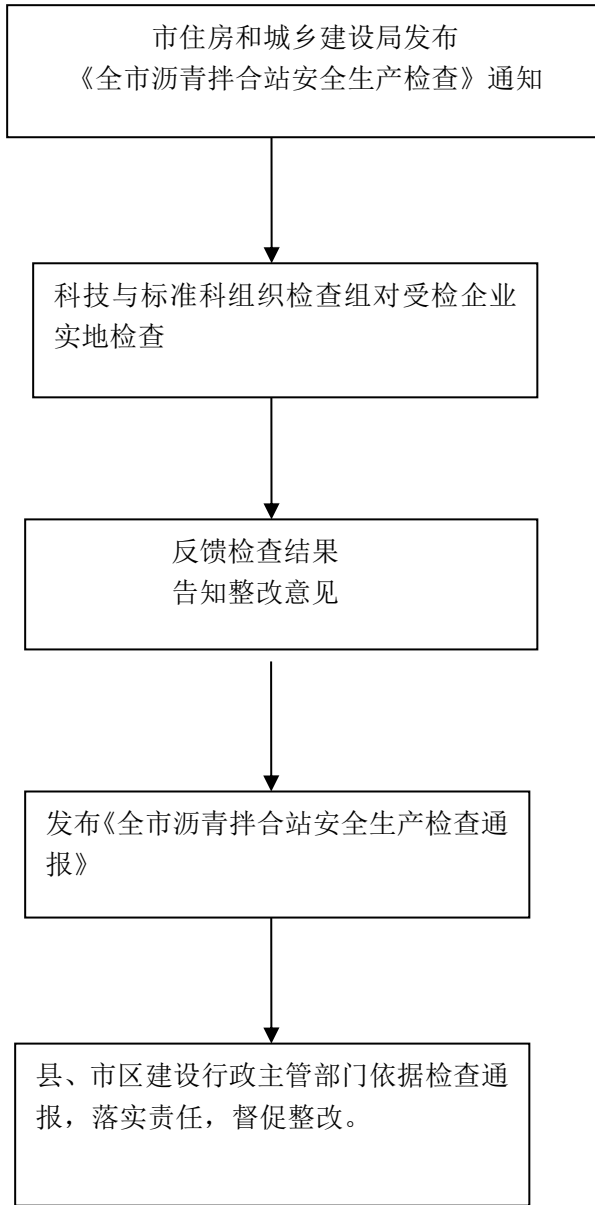 市住房和城乡建设局发布
《全市沥青拌合站安全生产检查》通知
科技与标准科组织检查组对受检企业
实地检查
反馈检查结果
告知整改意见
发布《全市沥青拌合站安全生产检查通
报》
县、市区建设行政主管部门依据检查通
报，落实责任，督促整改。